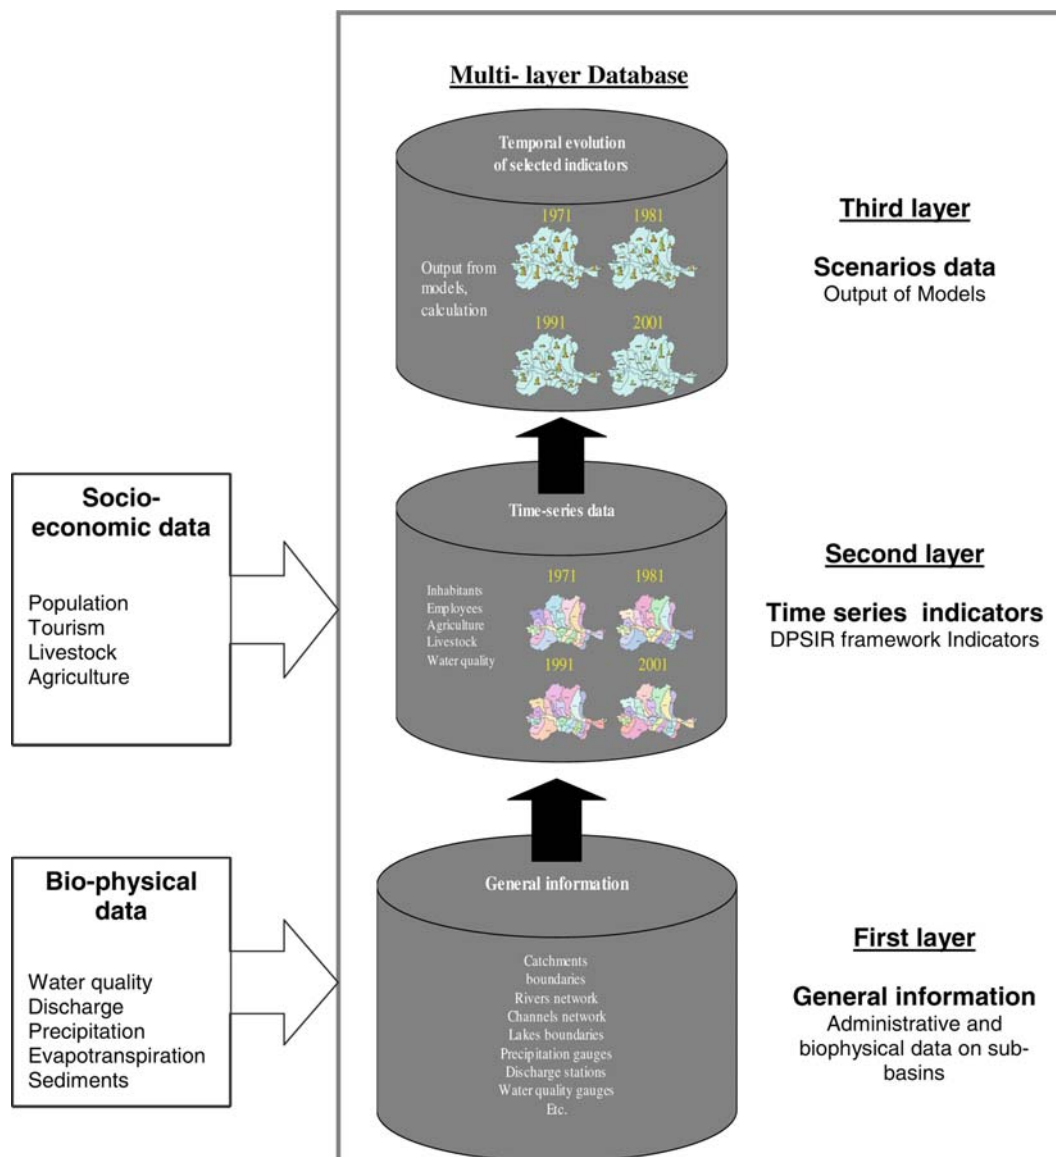 Multi- layer Database
Temporal evolution
of selected indicators
1971
1981
Output from
models,
calculation
1991
2001
Third layer
Scenarios data
Output of Models
Socio-
economic data
Population
Tourism
Livestock
Agriculture
Time-series data
Inhabitants
Employees
Agriculture
Livestock
Water quality
1971
1981
1991
2001
Second layer
Time series indicators
DPSIR framework Indicators
Bio-physical
data
Water quality
Discharge
Precipitation
Evapotranspiration
Sediments
General information
Catchments
boundaries
Rivers network
Channels network
Lakes boundaries
Precipitation gauges
Discharge stations
Water quality gauges
Etc.
First layer
General information
Administrative and
biophysical data on sub-
basins